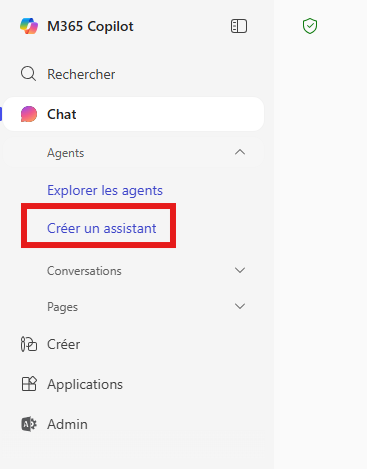 M365 Copilot
Rechercher
Chat
Agents
Explorer les agents
Créer un assistant
Conversations
Pages
Créer
Applications
Admin